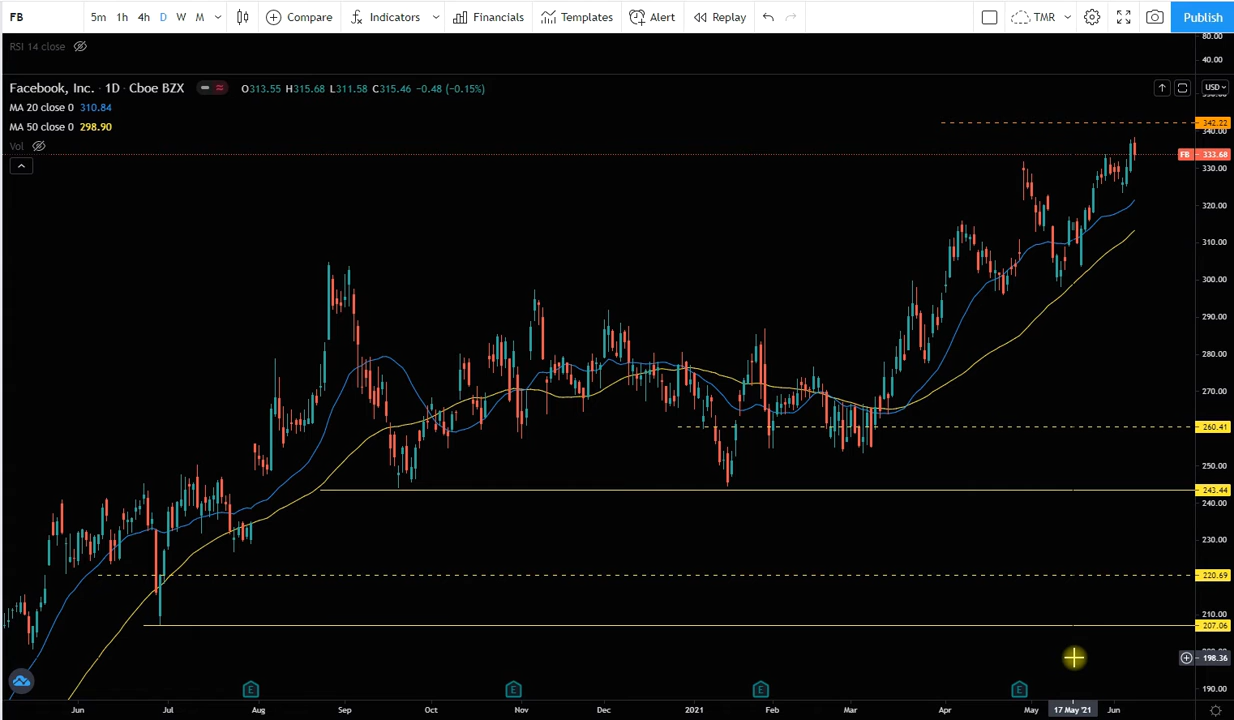 FB 5m 1h 4h D W M Compare Indicators Financials Templates Alert Replay TMR Publish
RSI 14 close
80.00
40.00
Facebook, Inc. · 1D · Cboe BZX O313.55 H315.68 L311.58 C315.46 −0.48 (−0.15%)
USD
MA 20 close 0 310.84
MA 50 close 0 298.90
Vol
342.22
340.00
FB 333.68
330.00
320.00
310.00
300.00
290.00
280.00
270.00
260.41
250.00
243.44
240.00
230.00
220.69
210.00
207.06
198.36
190.00
E E E E
Jun Jul Aug Sep Oct Nov Dec 2021 Feb Mar Apr May 17 May '21 Jun